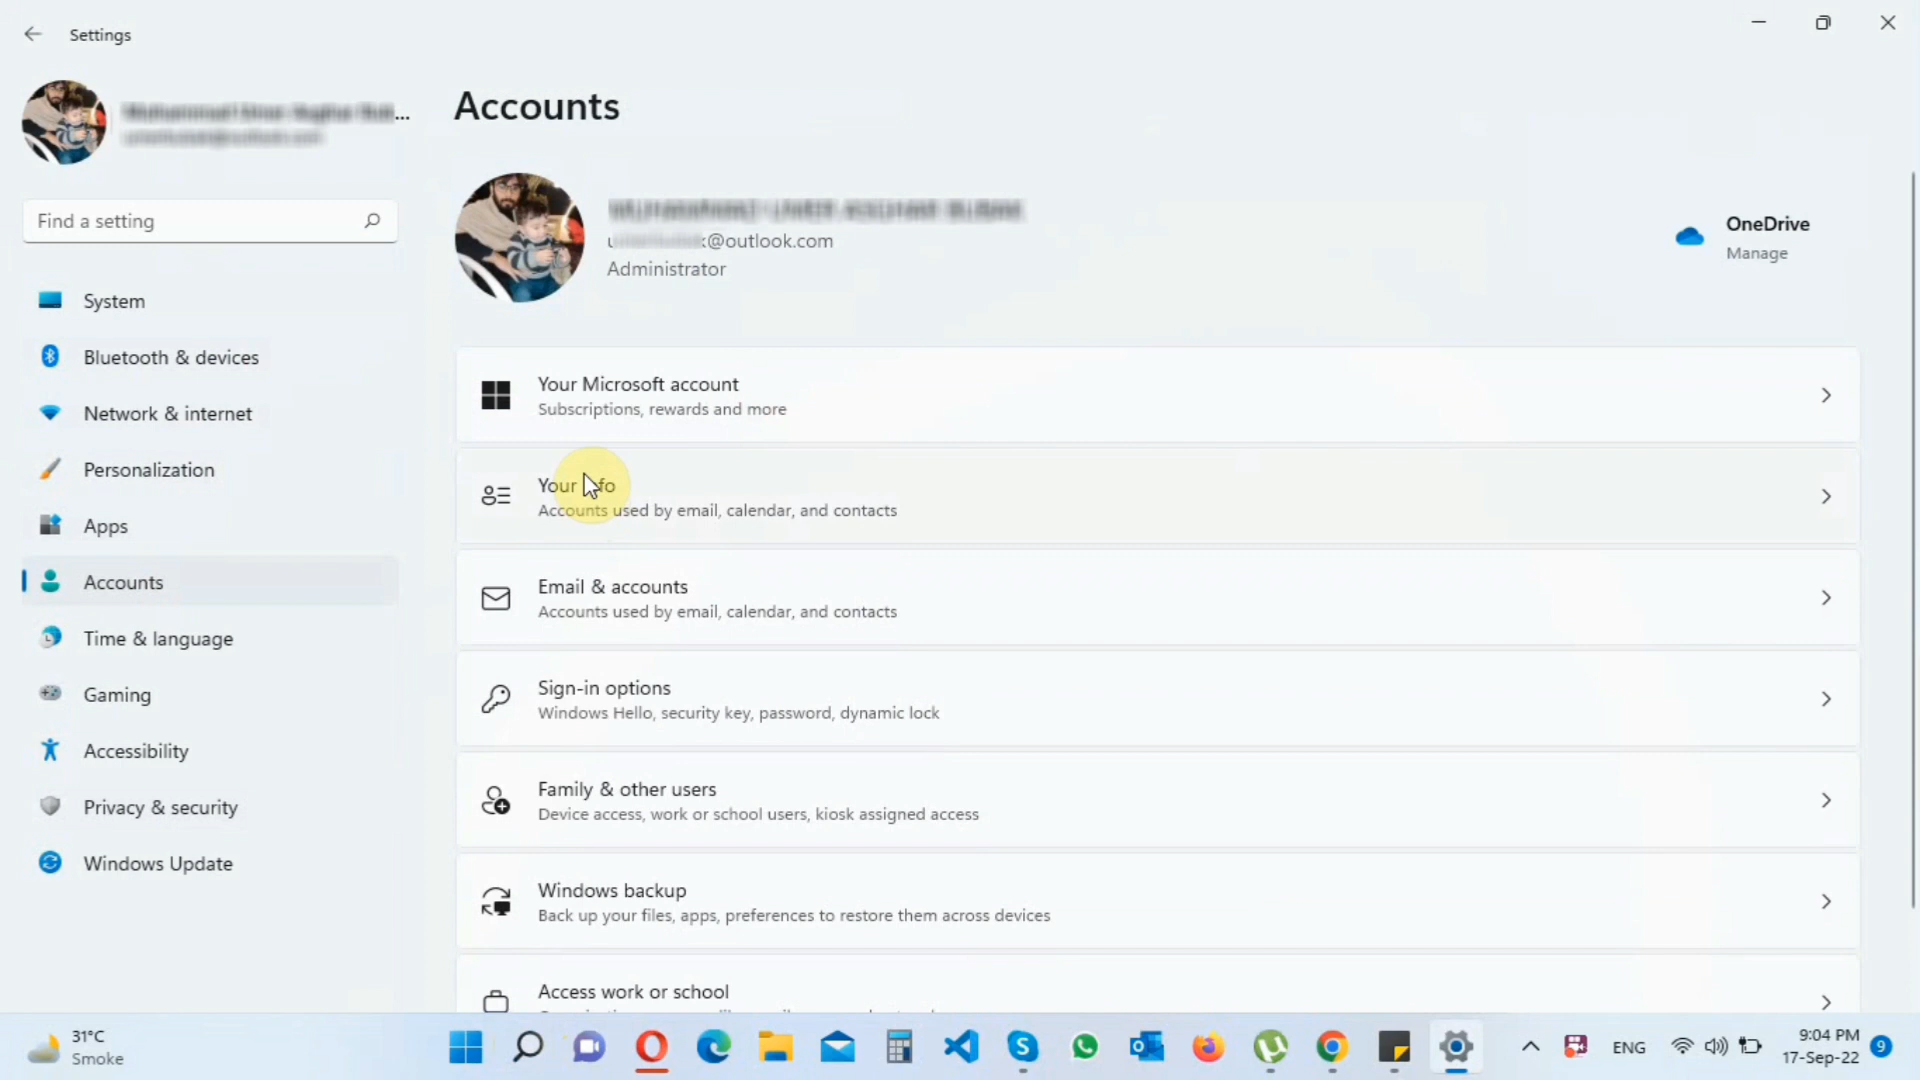 Settings
Accounts
@outlook.com
Administrator
OneDrive
Manage
Find a setting
System
Bluetooth & devices
Network & internet
Personalization
Apps
Accounts
Time & language
Gaming
Accessibility
Privacy & security
Windows Update
Your Microsoft account
Subscriptions, rewards and more
Your
Accounts used by email, calendar, and contacts
Email & accounts
Accounts used by email, calendar, and contacts
Sign-in options
Windows Hello, security key, password, dynamic lock
Family & other users
Device access, work or school users, kiosk assigned access
Windows backup
Back up your files, apps, preferences to restore them across devices
Access work or school
31°C
Smoke
ENG
9:04 PM
17-Sep-22
9